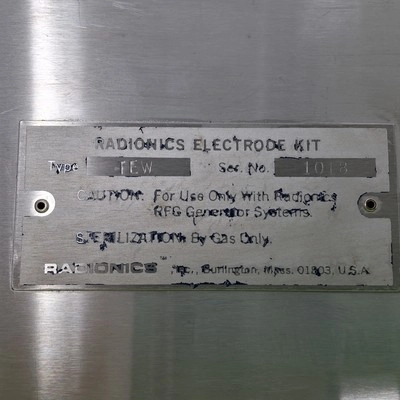 RADIONICS ELECTRODE KIT
Type TEW Ser. No. 1013
CAUTION: For Use Only With Radionics
RFG Generator Systems.
STERILIZATION: By Gas Only.
RADIONICS Inc., Burlington, Mass. 01803, U.S.A.